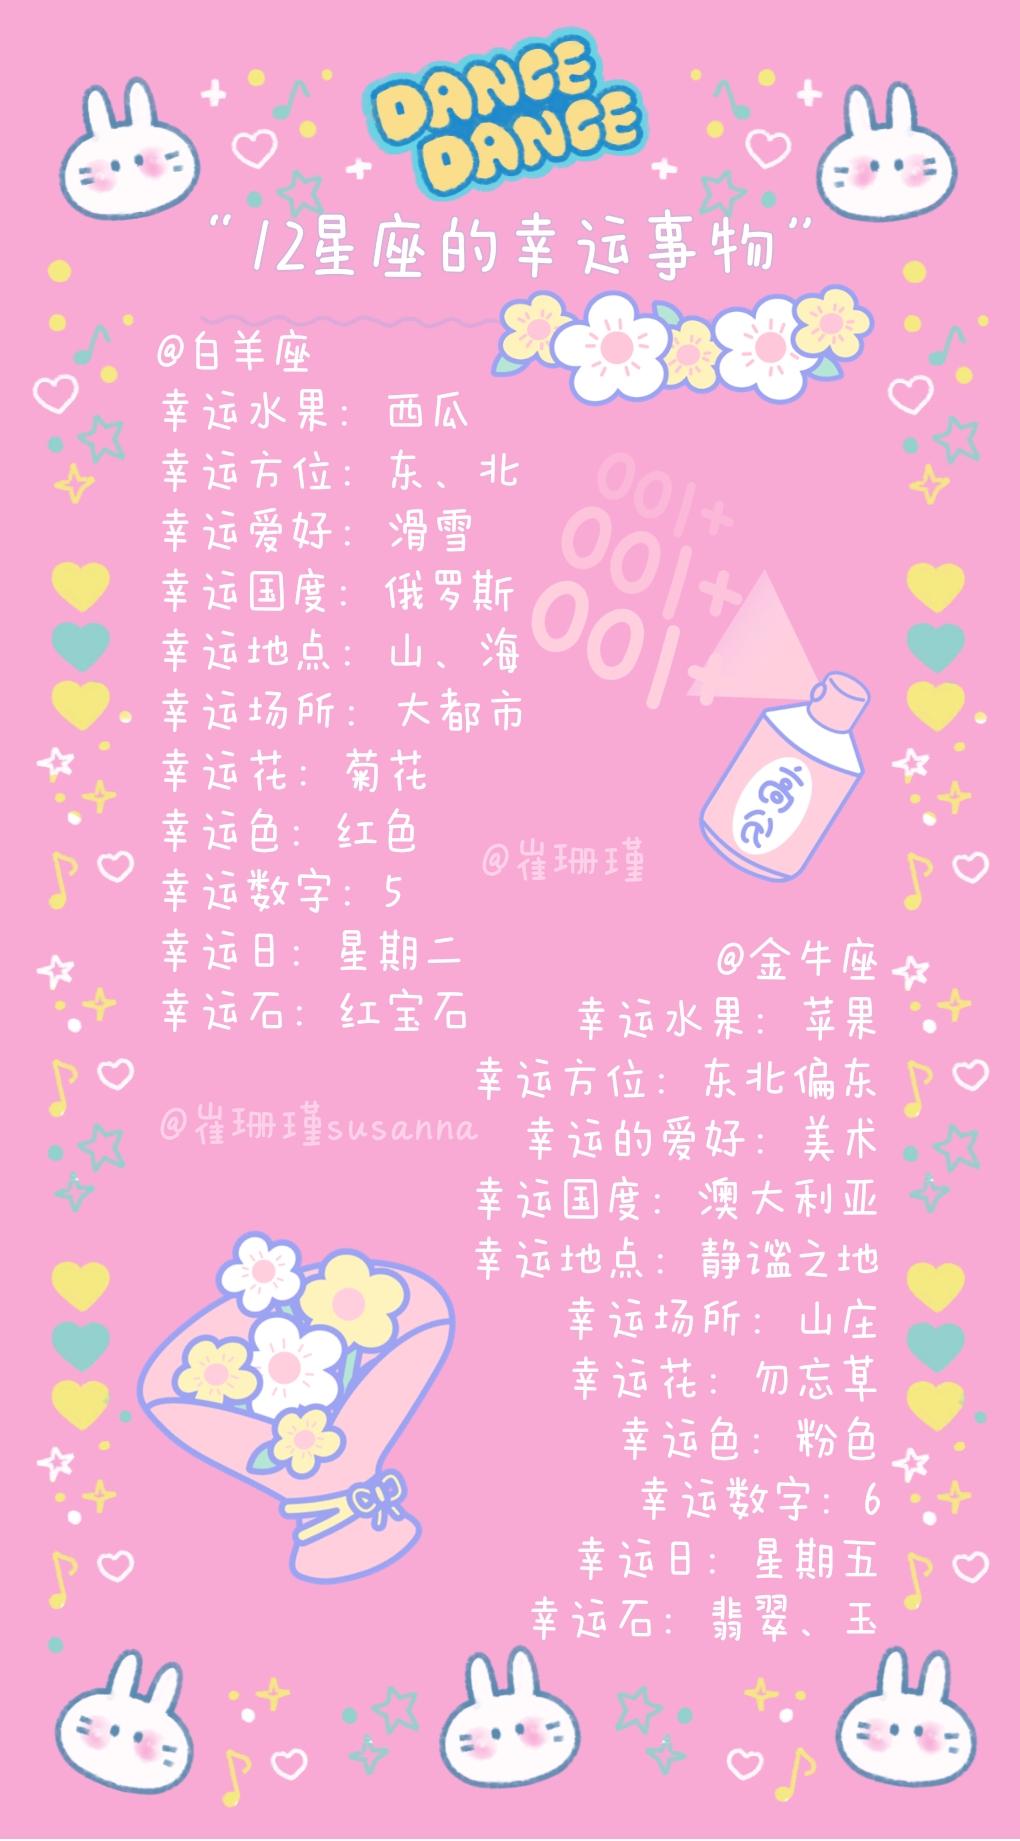 DANCE
DANCE
“12星座的幸运事物”
@白羊座
幸运水果：西瓜
幸运方位：东、北
幸运爱好：滑雪
幸运国度：俄罗斯
幸运地点：山、海
幸运场所：大都市
幸运花：菊花
幸运色：红色
幸运数字：5
幸运日：星期二
幸运石：红宝石
001+
001+
001+
@崔珊瑾
@崔珊瑾susanna
@金牛座
幸运水果：苹果
幸运方位：东北偏东
幸运的爱好：美术
幸运国度：澳大利亚
幸运地点：静谧之地
幸运场所：山庄
幸运花：勿忘草
幸运色：粉色
幸运数字：6
幸运日：星期五
幸运石：翡翠、玉